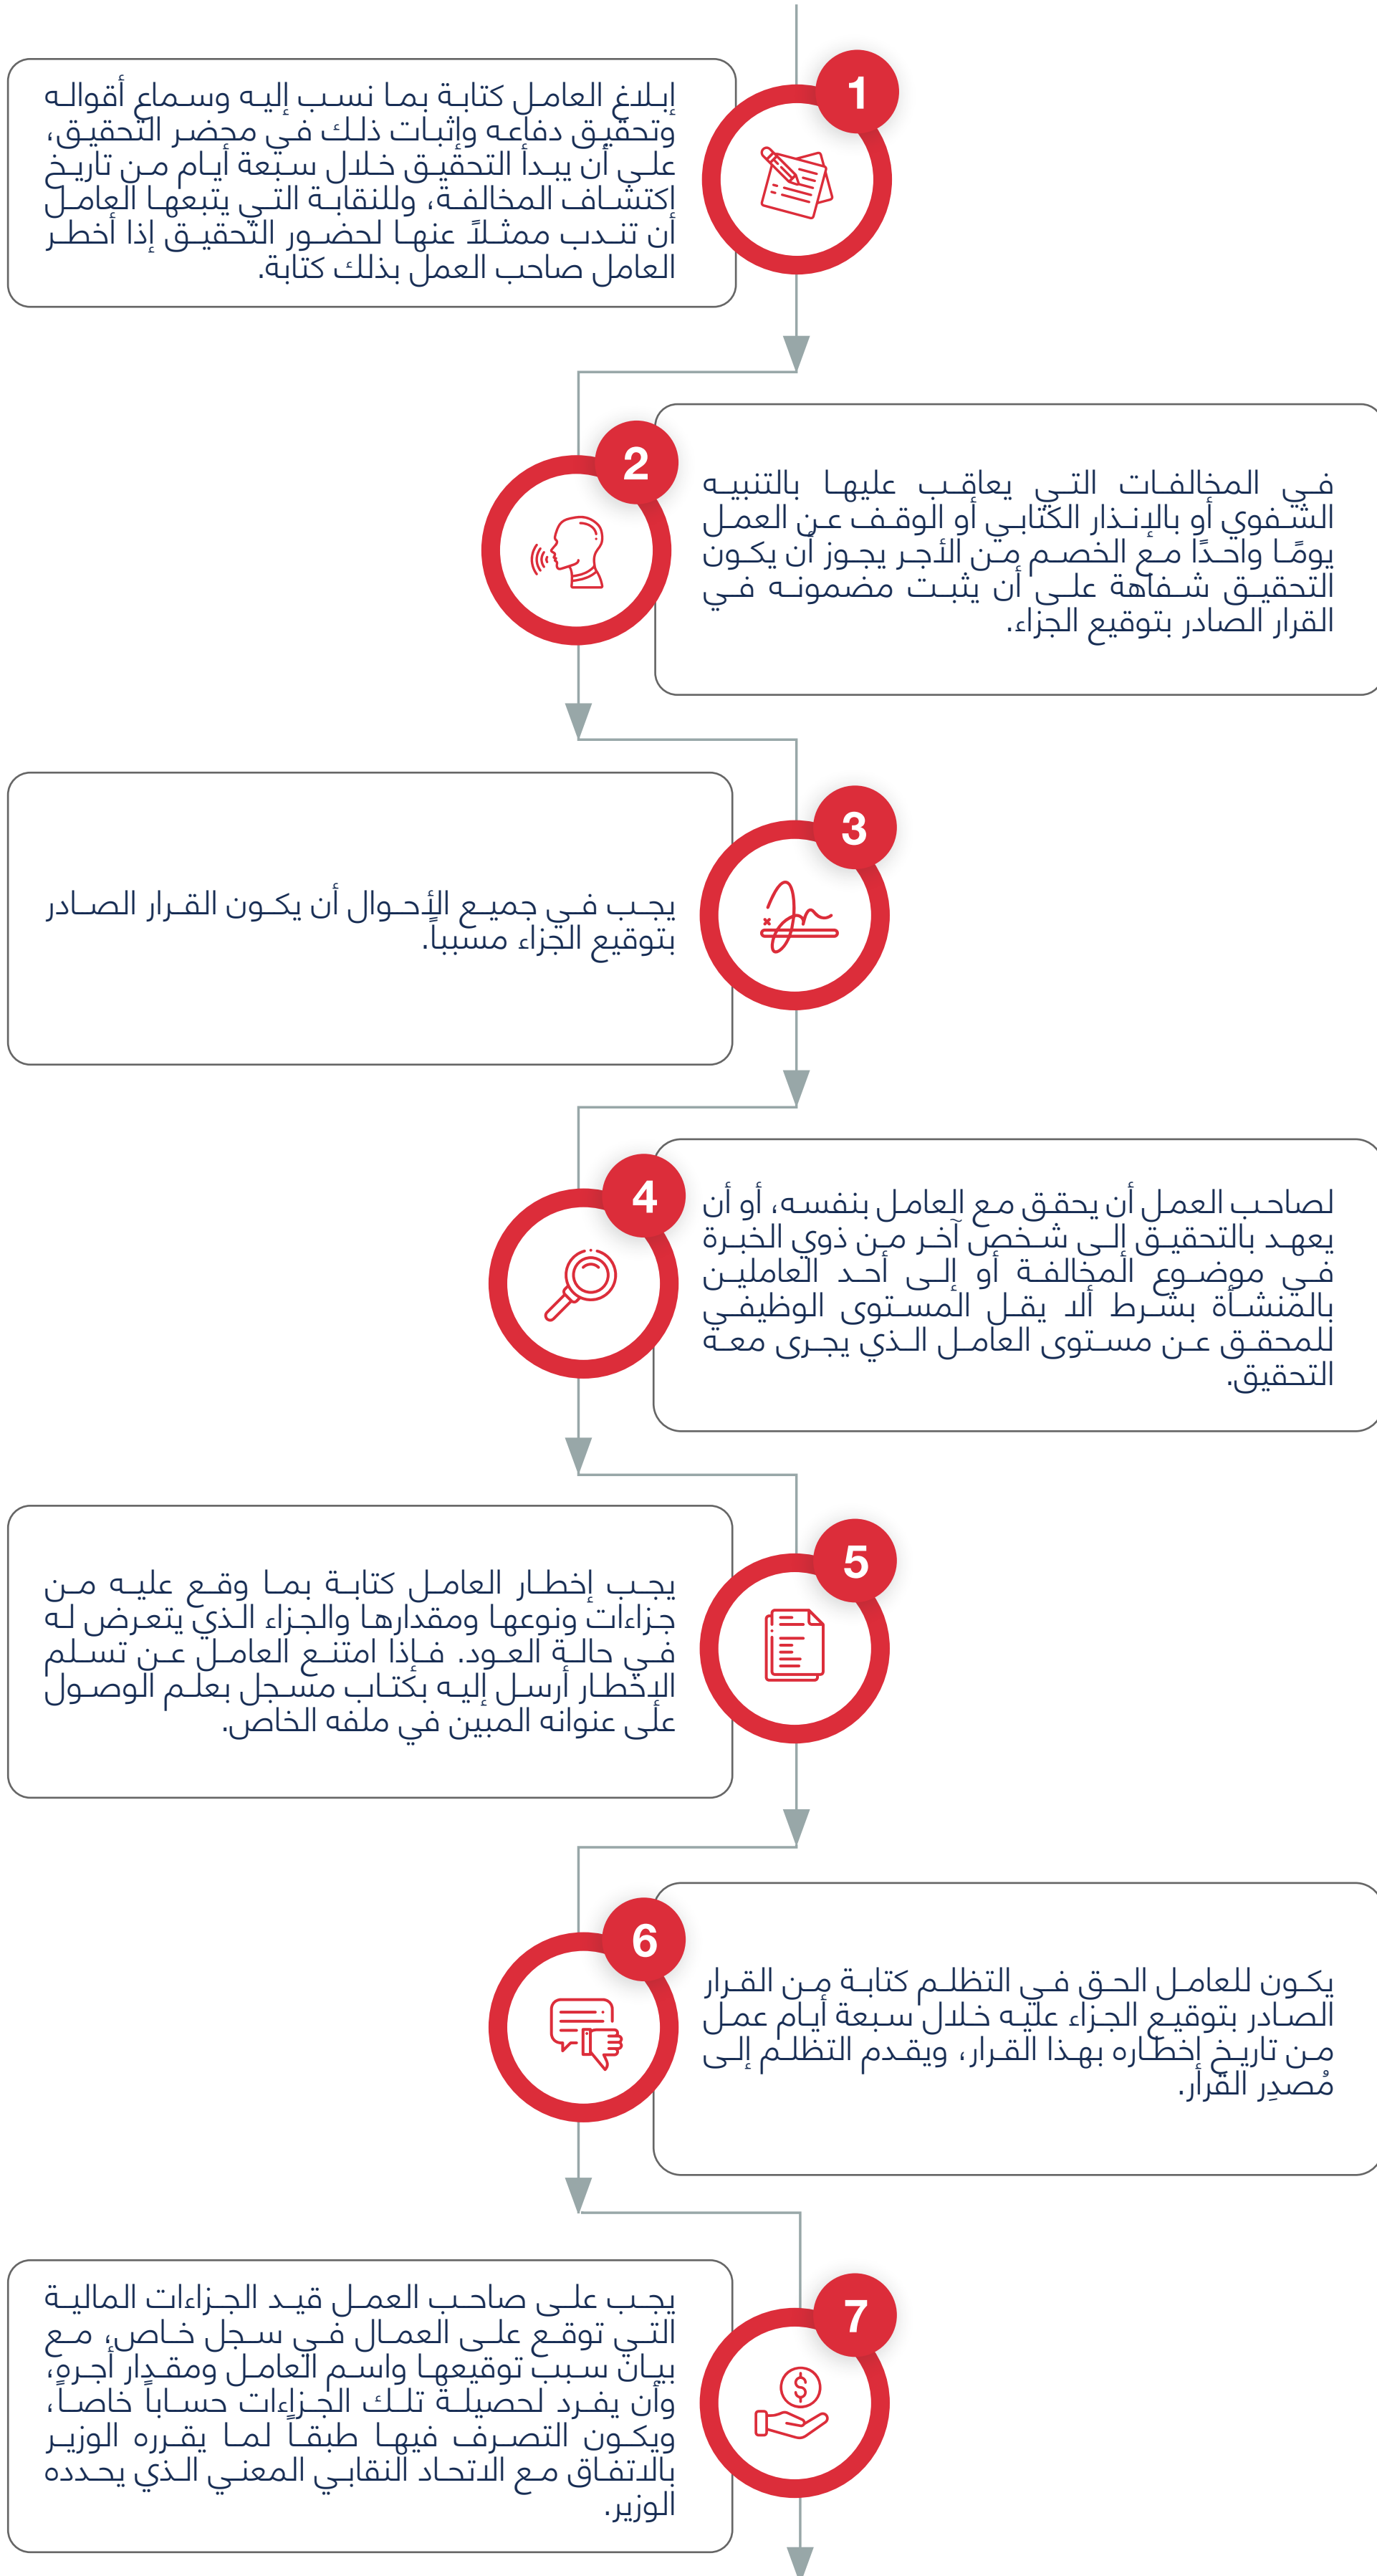 1
إبلاغ العامل كتابة بما نسب إليه وسماع أقواله
وتحقيق دفاعه وإثبات ذلك في محضر التحقيق،
على أن يبدأ التحقيق خلال سبعة أيام من تاريخ
إكتشاف المخالفة، وللنقابة التي يتبعها العامل
أن تندب ممثلاً عنها لحضور التحقيق إذا أخطر
العامل صاحب العمل بذلك كتابة.
2
في المخالفات التي يعاقب عليها بالتنبيه
الشفوي أو بالإنذار الكتابي أو الوقف عن العمل
يومًا واحدًا مع الخصم من الأجر يجوز أن يكون
التحقيق شفاهة على أن يثبت مضمونه في
القرار الصادر بتوقيع الجزاء.
3
يجب في جميع الأحوال أن يكون القرار الصادر
بتوقيع الجزاء مسبباً.
4
لصاحب العمل أن يحقق مع العامل بنفسه، أو أن
يعهد بالتحقيق إلى شخص آخر من ذوي الخبرة
في موضوع المخالفة أو إلى أحد العاملين
بالمنشأة بشرط ألا يقل المستوى الوظيفي
للمحقق عن مستوى العامل الذي يجرى معه
التحقيق.
5
يجب إخطار العامل كتابة بما وقع عليه من
جزاءات ونوعها ومقدارها والجزاء الذي يتعرض له
في حالة العود. فإذا امتنع العامل عن تسلم
الإخطار أرسل إليه بكتاب مسجل بعلم الوصول
على عنوانه المبين في ملفه الخاص.
6
يكون للعامل الحق في التظلم كتابة من القرار
الصادر بتوقيع الجزاء عليه خلال سبعة أيام عمل
من تاريخ إخطاره بهذا القرار، ويقدم التظلم إلى
مُصدِر القرار.
7
يجب على صاحب العمل قيد الجزاءات المالية
التي توقع على العمال في سجل خاص، مع
بيان سبب توقيعها واسم العامل ومقدار أجره،
وأن يفرد لحصيلة تلك الجزاءات حساباً خاصاً،
ويكون التصرف فيها طبقاً لما يقرره الوزير
بالاتفاق مع الاتحاد النقابي المعني الذي يحدده
الوزير.